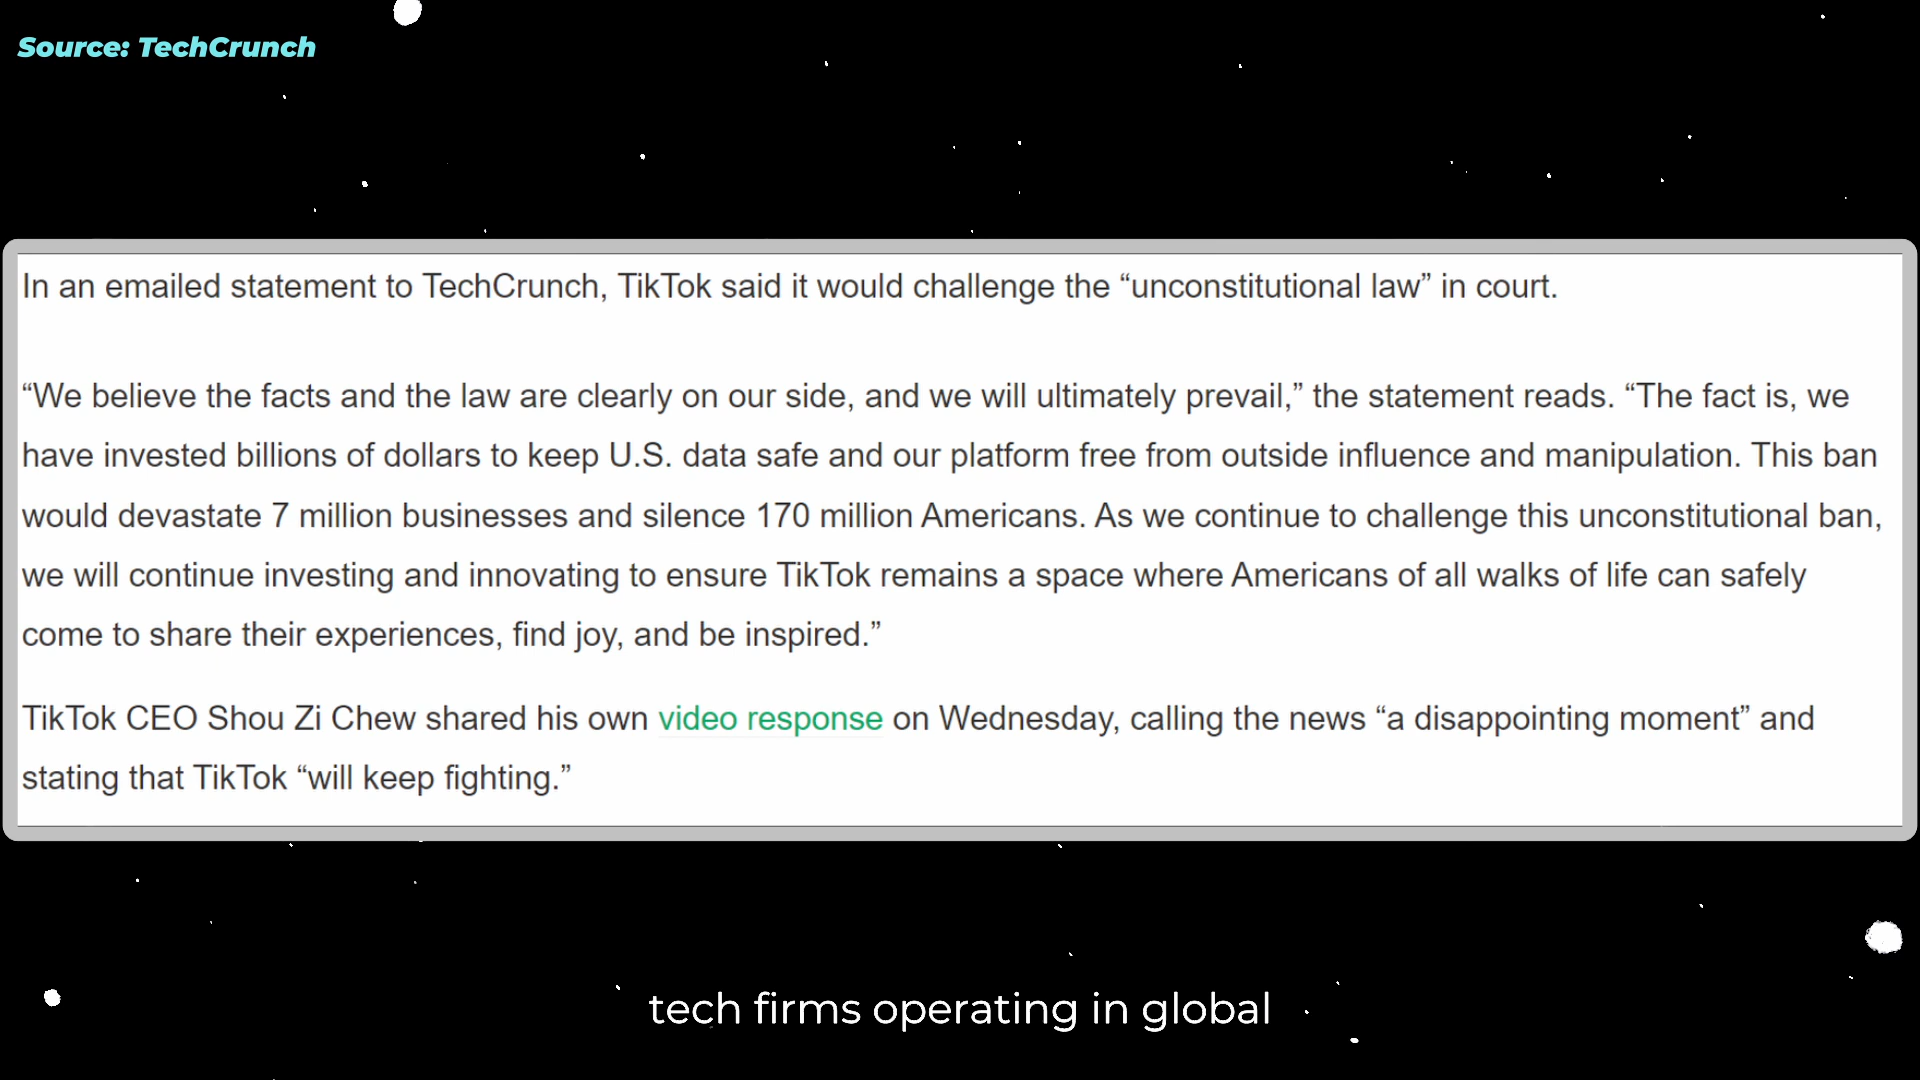 Source: TechCrunch
In an emailed statement to TechCrunch, TikTok said it would challenge the “unconstitutional law” in court.
“We believe the facts and the law are clearly on our side, and we will ultimately prevail,” the statement reads. “The fact is, we
have invested billions of dollars to keep U.S. data safe and our platform free from outside influence and manipulation. This ban
would devastate 7 million businesses and silence 170 million Americans. As we continue to challenge this unconstitutional ban,
we will continue investing and innovating to ensure TikTok remains a space where Americans of all walks of life can safely
come to share their experiences, find joy, and be inspired.”
TikTok CEO Shou Zi Chew shared his own video response on Wednesday, calling the news “a disappointing moment” and
stating that TikTok “will keep fighting.”
tech firms operating in global